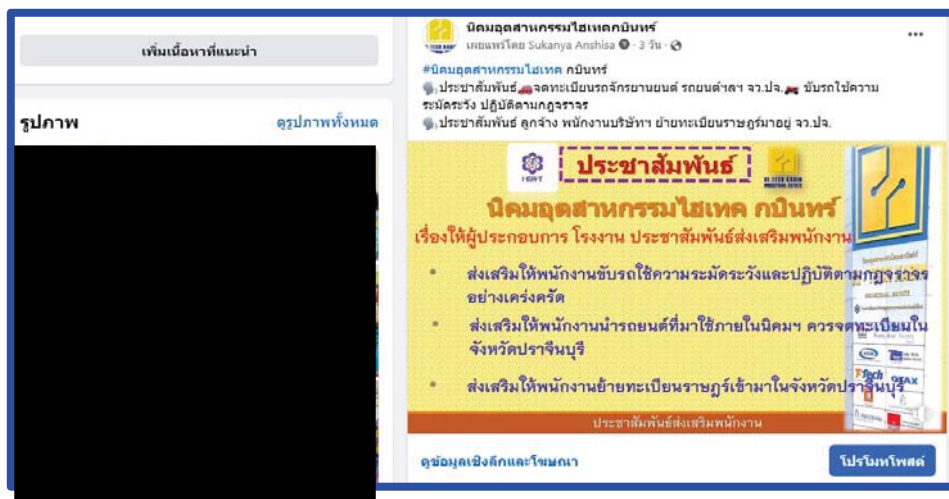 เพิ่มเนื้อหาที่แนะนำ
รูปภาพ
ดูรูปภาพทั้งหมด
นิคมอุตสาหกรรมไฮเทคกบินทร์
เผยแพร่โดย Sukanya Anshisa · 3 วัน ·
#นิคมอุตสาหกรรมไฮเทค กบินทร์
ประชาสัมพันธ์ จดทะเบียนรถจักรยานยนต์ รถยนต์ฯลฯ จว.ปจ. ขับรถใช้ความ
ระมัดระวัง ปฏิบัติตามกฎจราจร
ประชาสัมพันธ์ ลูกจ้าง พนักงานบริษัทฯ ย้ายทะเบียนราษฎร์มาอยู่ จว.ปจ.
ประชาสัมพันธ์
นิคมอุตสาหกรรมไฮเทค กบินทร์
เรื่องให้ผู้ประกอบการ โรงงาน ประชาสัมพันธ์ส่งเสริมพนักงาน
• ส่งเสริมให้พนักงานขับรถใช้ความระมัดระวังและปฏิบัติตามกฎจราจร
อย่างเคร่งครัด
• ส่งเสริมให้พนักงานนำรถยนต์ที่มาใช้ภายในนิคมฯ ควรจดทะเบียนใน
จังหวัดปราจีนบุรี
• ส่งเสริมให้พนักงานย้ายทะเบียนราษฎร์เข้ามาในจังหวัดปราจีนบุรี
ประชาสัมพันธ์ส่งเสริมพนักงาน
ดูข้อมูลเชิงลึกและโฆษณา
โปรโมทโพสต์